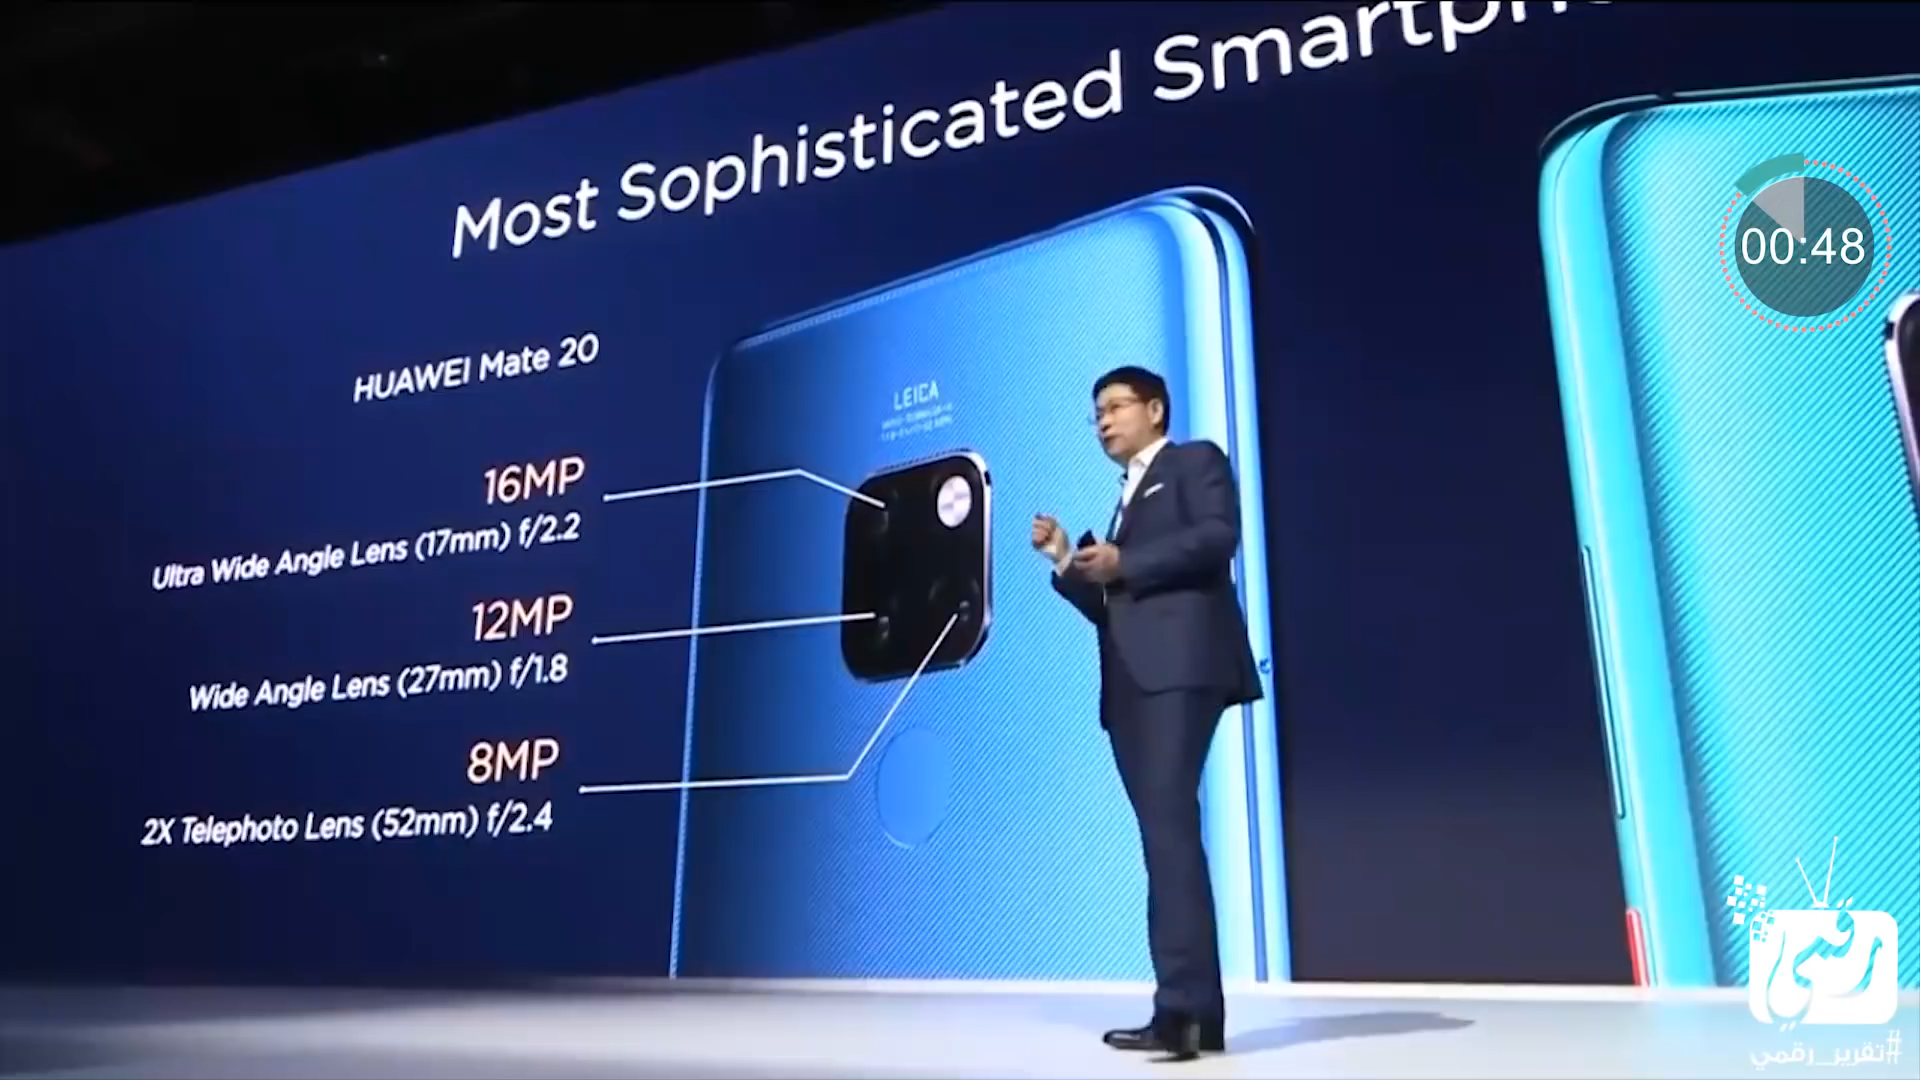 Most Sophisticated
HUAWEI Mate 20
LEICA
16MP
Ultra Wide Angle Lens (17mm) f/2.2
12MP
Wide Angle Lens (27mm) f/1.8
8MP
2X Telephoto Lens (52mm) f/2.4
00:48
رقمي
#تقرير_رقمي